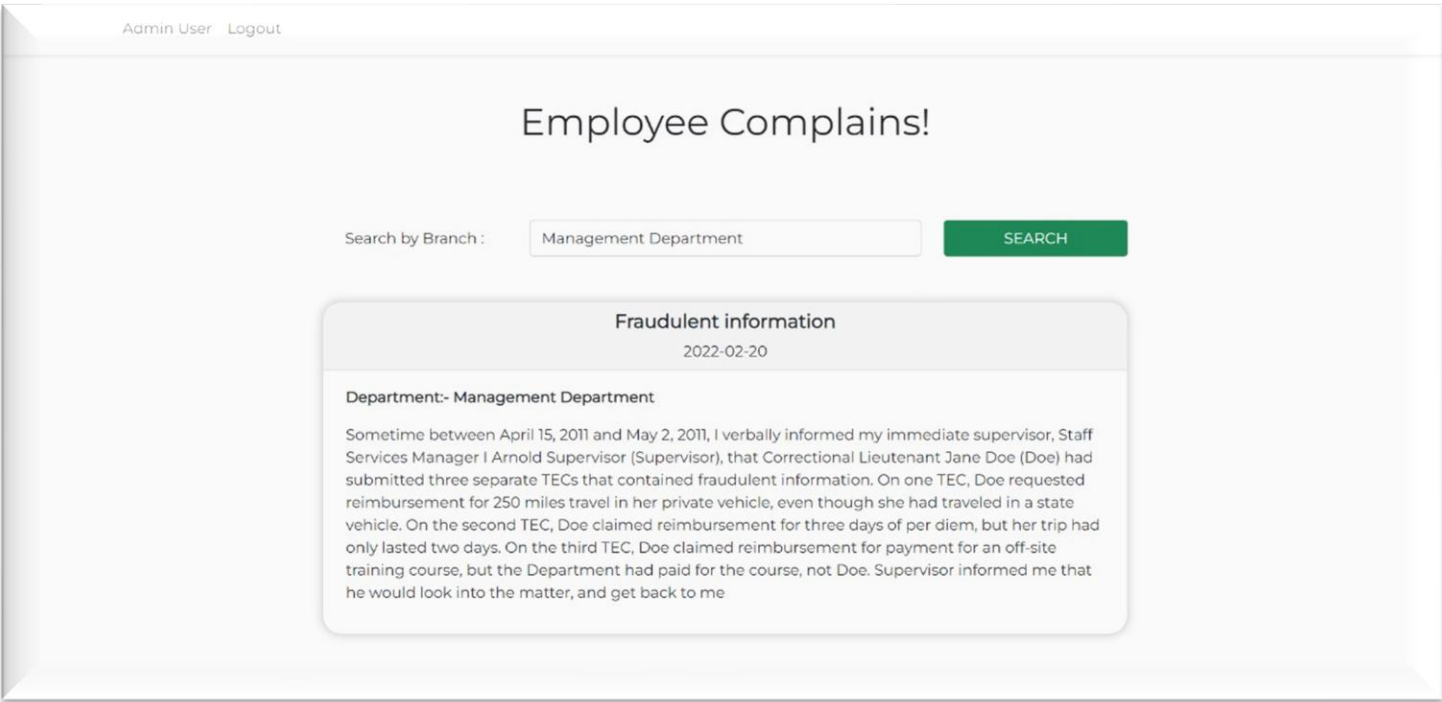 Admin User Logout
Employee Complains!
Search by Branch : Management Department SEARCH
Fraudulent information
2022-02-20
Department:- Management Department
Sometime between April 15, 2011 and May 2, 2011, I verbally informed my immediate supervisor, Staff
Services Manager I Arnold Supervisor (Supervisor), that Correctional Lieutenant Jane Doe (Doe) had
submitted three separate TECs that contained fraudulent information. On one TEC, Doe requested
reimbursement for 250 miles travel in her private vehicle, even though she had traveled in a state
vehicle. On the second TEC, Doe claimed reimbursement for three days of per diem, but her trip had
only lasted two days. On the third TEC, Doe claimed reimbursement for payment for an off-site
training course, but the Department had paid for the course, not Doe. Supervisor informed me that
he would look into the matter, and get back to me